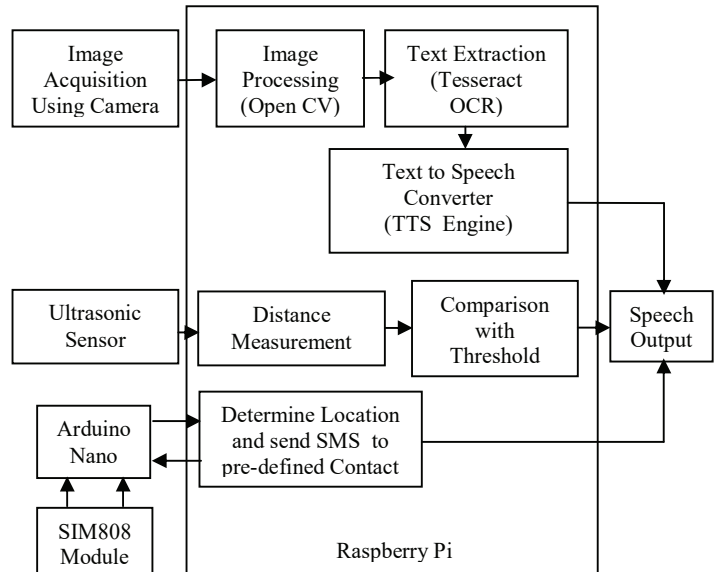 Image
Acquisition
Using Camera
Image
Processing
(Open CV)
Text Extraction
(Tesseract
OCR)
Text to Speech
Converter
(TTS Engine)
Ultrasonic
Sensor
Distance
Measurement
Comparison
with
Threshold
Speech
Output
Arduino
Nano
Determine Location
and send SMS to
pre-defined Contact
SIM808
Module
Raspberry Pi